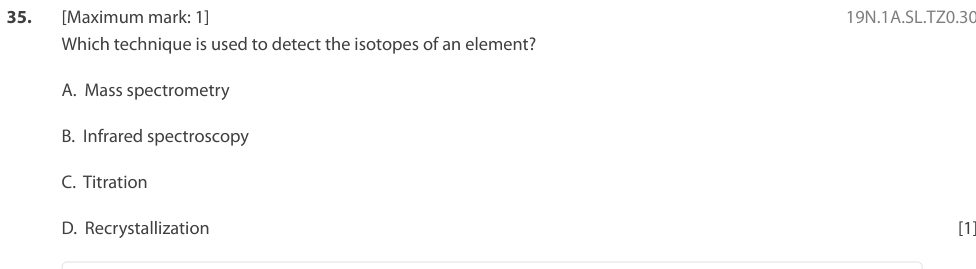 35. [Maximum mark: 1] 19N.1A.SL.TZ0.30
Which technique is used to detect the isotopes of an element?
A. Mass spectrometry
B. Infrared spectroscopy
C. Titration
D. Recrystallization [1]